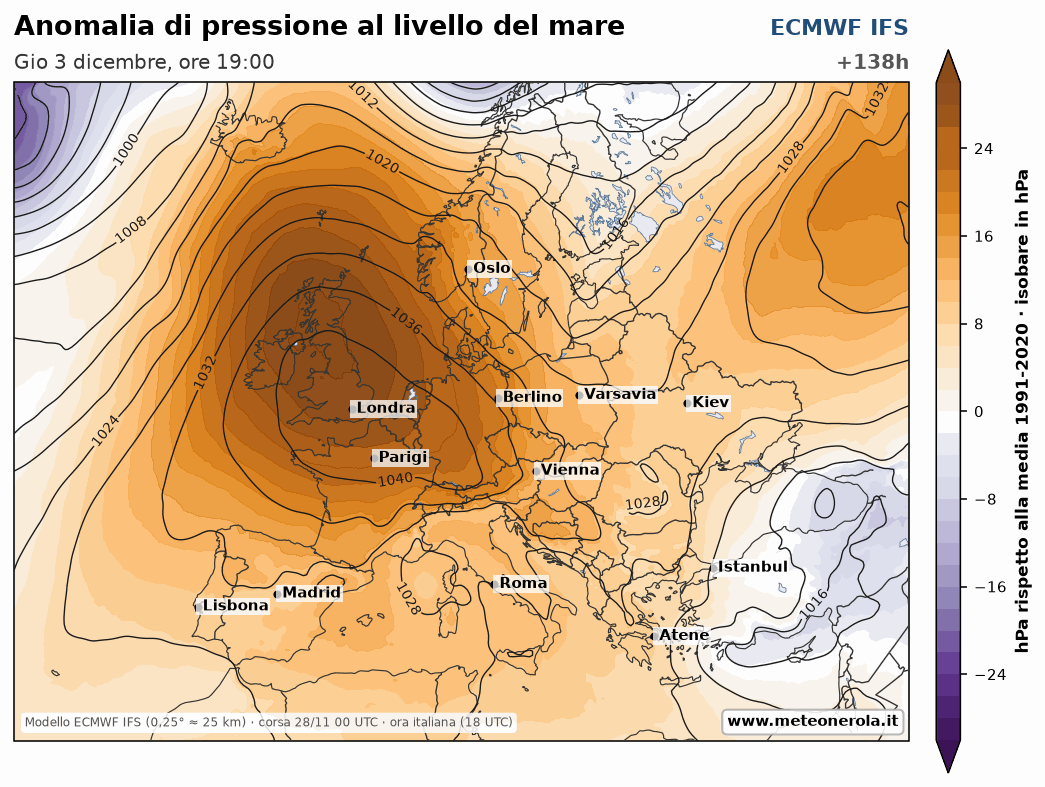 Anomalia di pressione al livello del mare
ECMWF IFS
Gio 3 dicembre, ore 19:00
+138h
1012
1032
1000
1020
1028
1008
1016
Oslo
1036
1032
Berlino
Varsavia
Kiev
Londra
1024
Parigi
Vienna
1040
1028
Istanbul
Roma
Madrid
1028
Lisbona
1016
Atene
Modello ECMWF IFS (0,25° ≈ 25 km) · corsa 28/11 00 UTC · ora italiana (18 UTC)
www.meteonerola.it
24
16
8
0
−8
−16
−24
hPa rispetto alla media 1991-2020 · isobare in hPa